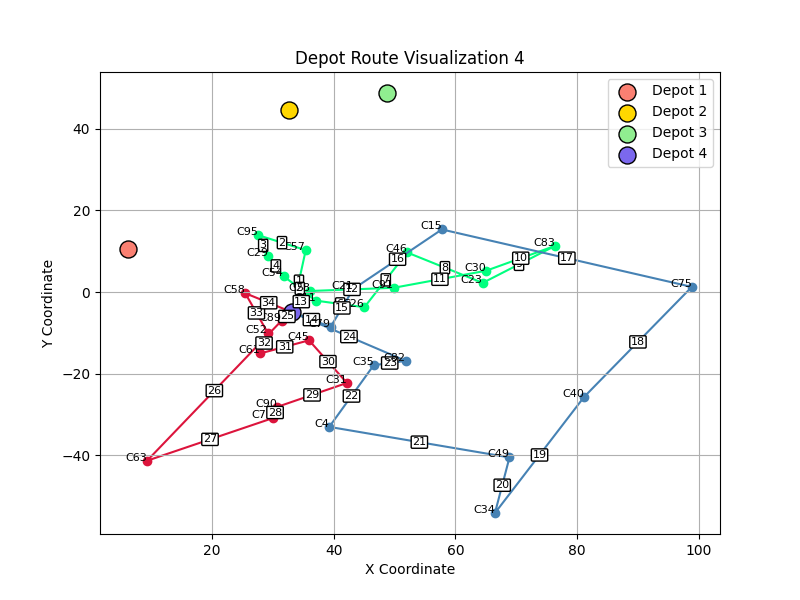 Depot Route Visualization 4
Depot 1
Depot 2
Depot 3
Depot 4
Y Coordinate
X Coordinate
40
20
0
−20
−40
20
40
60
80
100
C95
C57
C29
C54
C58
C46
C15
C83
C30
C23
C75
C26
C89
C52
C45
C35
C82
C31
C90
C7
C63
C4
C49
C40
C34
2
3
4
7
8
10
11
12
13
14
15
16
17
18
19
20
21
22
23
24
25
26
27
28
29
30
31
32
33
34